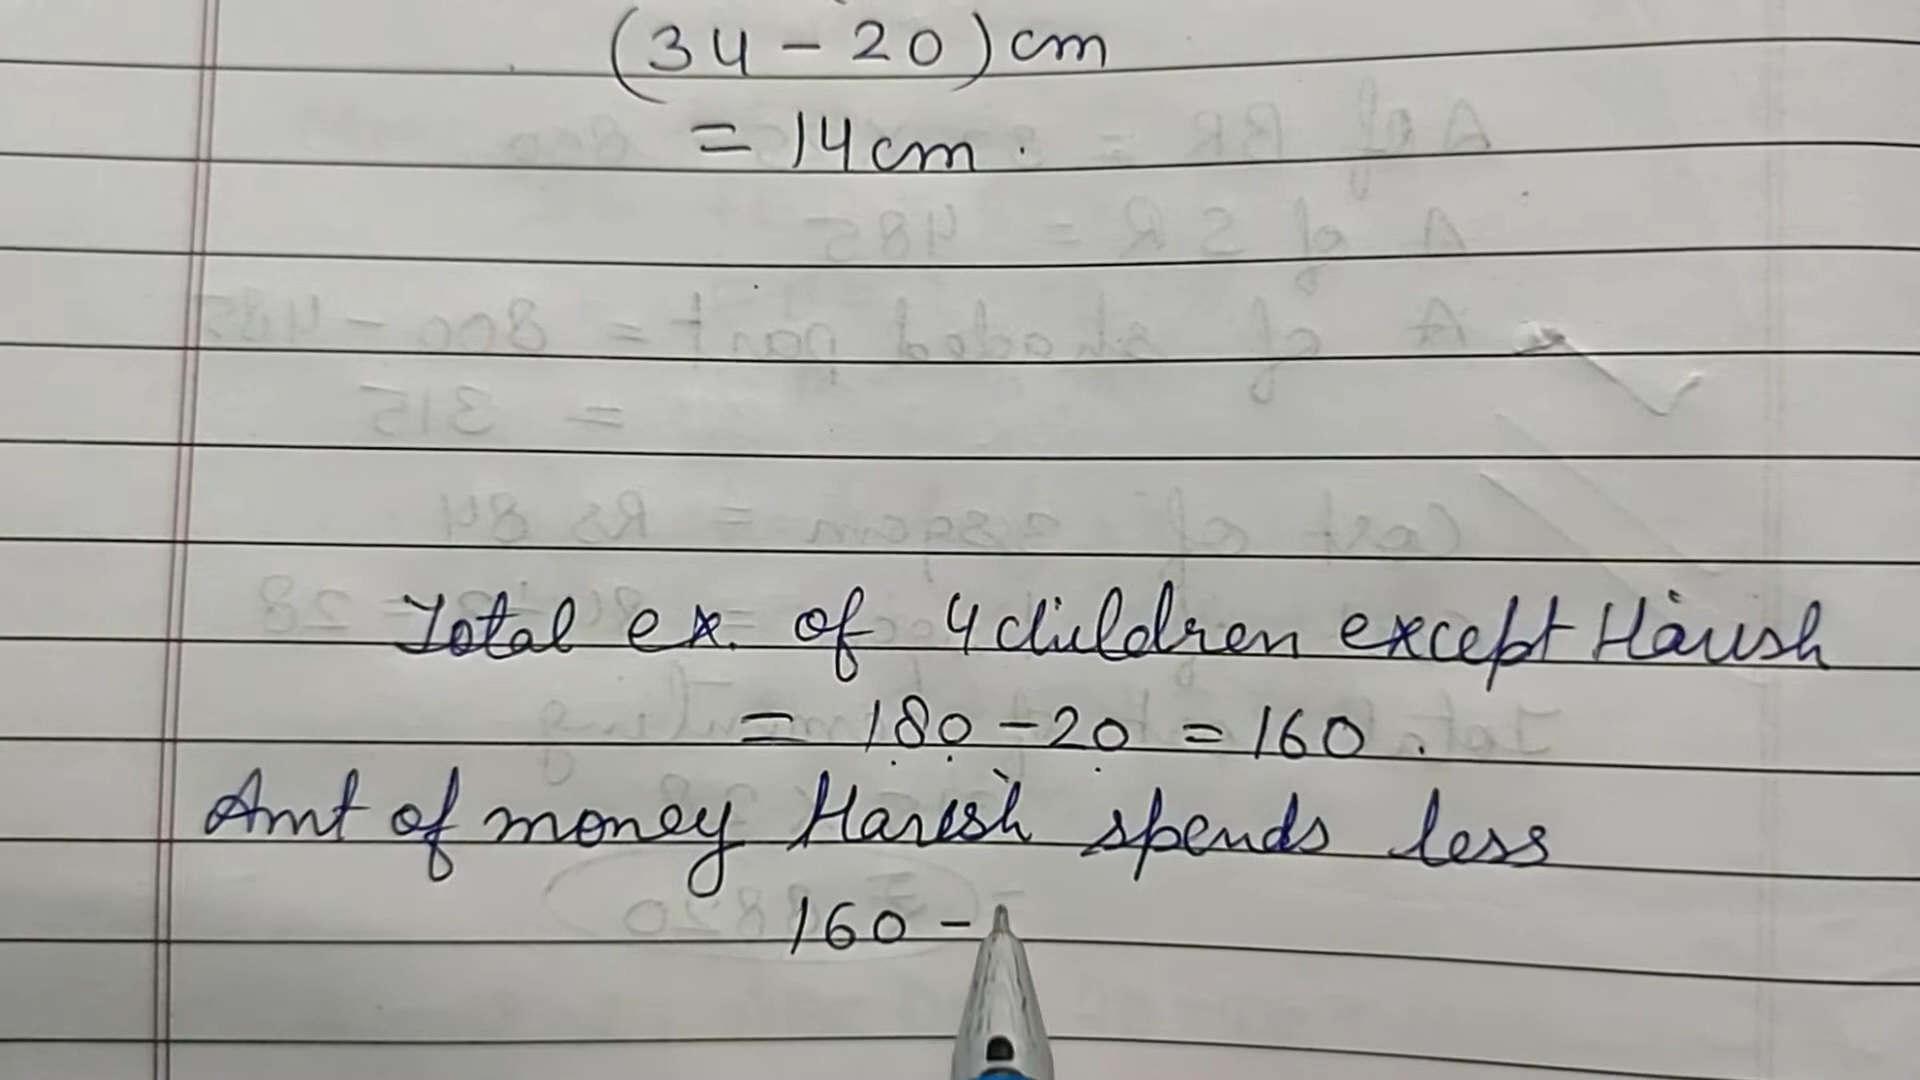 (34 - 20) cm
= 14 cm.
Total ex. of 4 children except Harish
= 180 - 20 = 160.
Amt of money Harish spends less
160 -